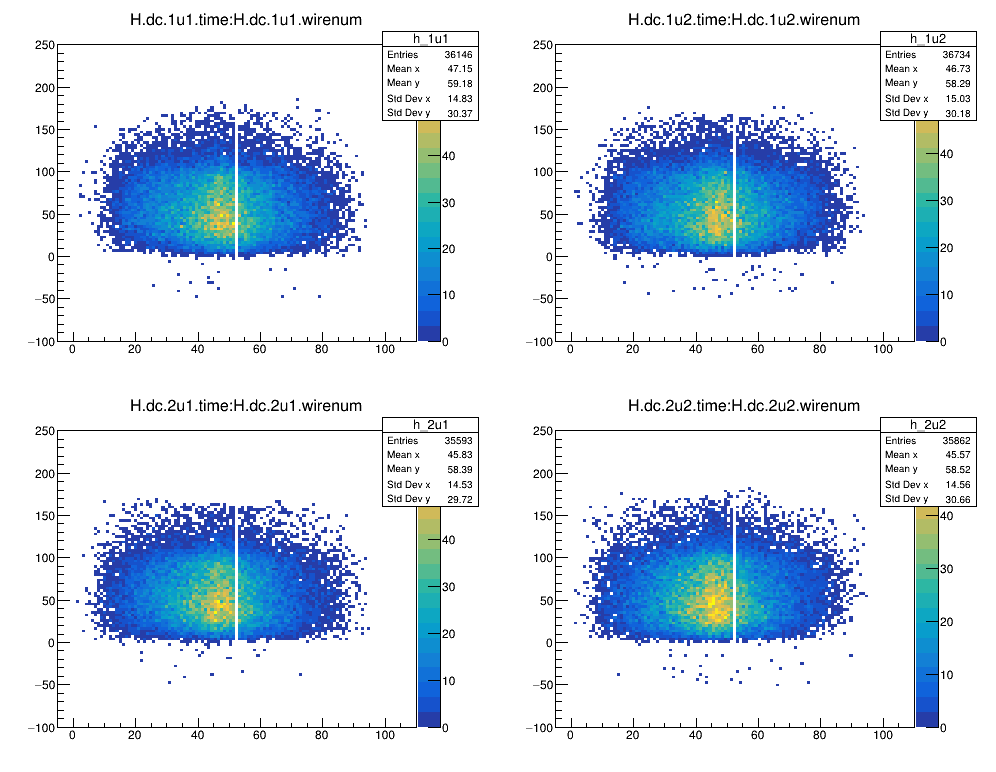 H.dc.1u1.time:H.dc.1u1.wirenum
h_1u1
Entries 36146
Mean x 47.15
Mean y 59.18
Std Dev x 14.83
Std Dev y 30.37
250
200
150
100
50
0
−50
−100
0 20 40 60 80 100
40
30
20
10
0
H.dc.1u2.time:H.dc.1u2.wirenum
h_1u2
Entries 36734
Mean x 46.73
Mean y 58.29
Std Dev x 15.03
Std Dev y 30.18
250
200
150
100
50
0
−50
−100
0 20 40 60 80 100
40
30
20
10
0
H.dc.2u1.time:H.dc.2u1.wirenum
h_2u1
Entries 35593
Mean x 45.83
Mean y 58.39
Std Dev x 14.53
Std Dev y 29.72
250
200
150
100
50
0
−50
−100
0 20 40 60 80 100
40
30
20
10
0
H.dc.2u2.time:H.dc.2u2.wirenum
h_2u2
Entries 35862
Mean x 45.57
Mean y 58.52
Std Dev x 14.56
Std Dev y 30.66
250
200
150
100
50
0
−50
−100
0 20 40 60 80 100
40
30
20
10
0